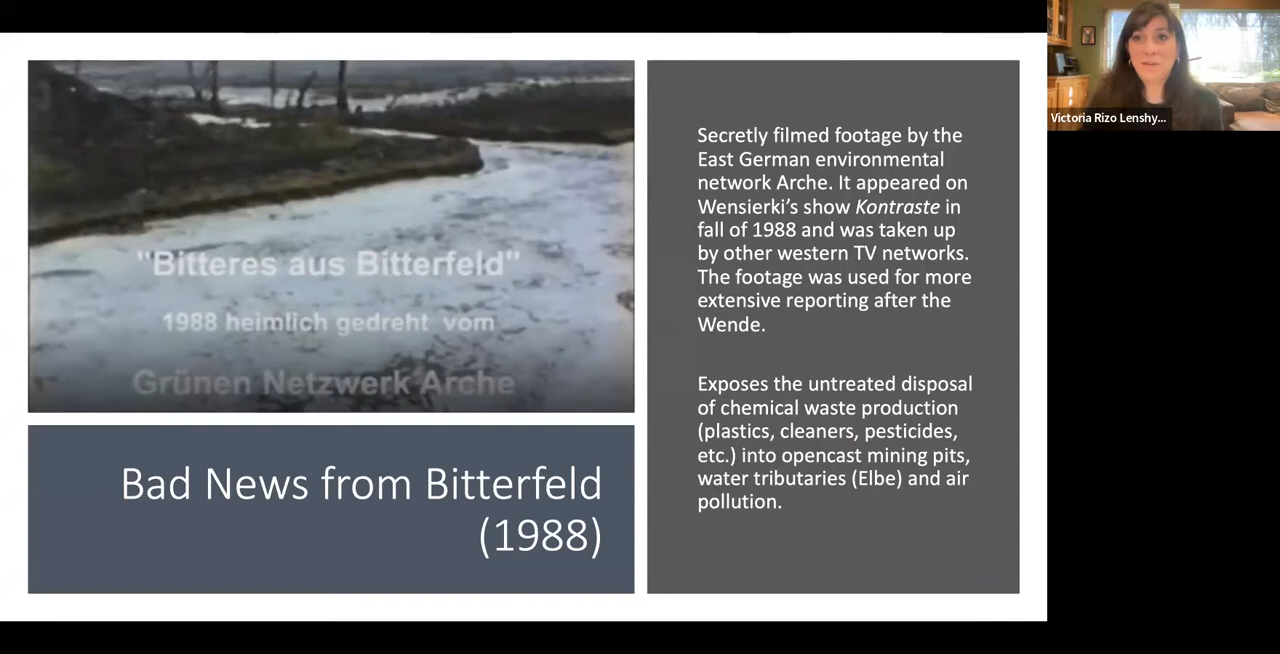 "Bitteres aus Bitterfeld"
1988 heimlich gedreht vom
Grünen Netzwerk Arche
Bad News from Bitterfeld
(1988)
Secretly filmed footage by the
East German environmental
network Arche. It appeared on
Wensierki's show Kontraste in
fall of 1988 and was taken up
by other western TV networks.
The footage was used for more
extensive reporting after the
Wende.
Exposes the untreated disposal
of chemical waste production
(plastics, cleaners, pesticides,
etc.) into opencast mining pits,
water tributaries (Elbe) and air
pollution.
Victoria Rizo Lenshy...